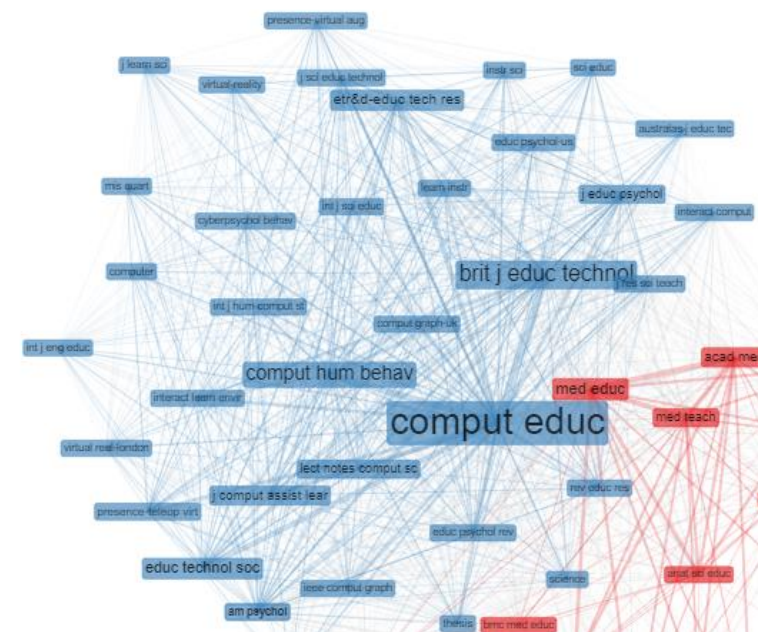 presence-virtual aug
j learn sci
j sci educ technol
instr sci
sci educ
virtual-reality
etr&d-educ tech res
australas j educ tec
educ psychol-us
mis quart
learn instr
j educ psychol
int j sci educ
cyberpsychol behav
interact comput
computer
brit j educ technol
j res sci teach
int j hum-comput st
comput graph-uk
int j eng educ
acad me
comput hum behav
med educ
interact learn envir
comput educ
med teach
virtual real-london
lect notes comput sc
j comput assist lear
rev educ res
presence-teleop virt
educ psychol rev
educ technol soc
anat sci educ
science
ieee comput graph
am psychol
thesis
bmc med educ